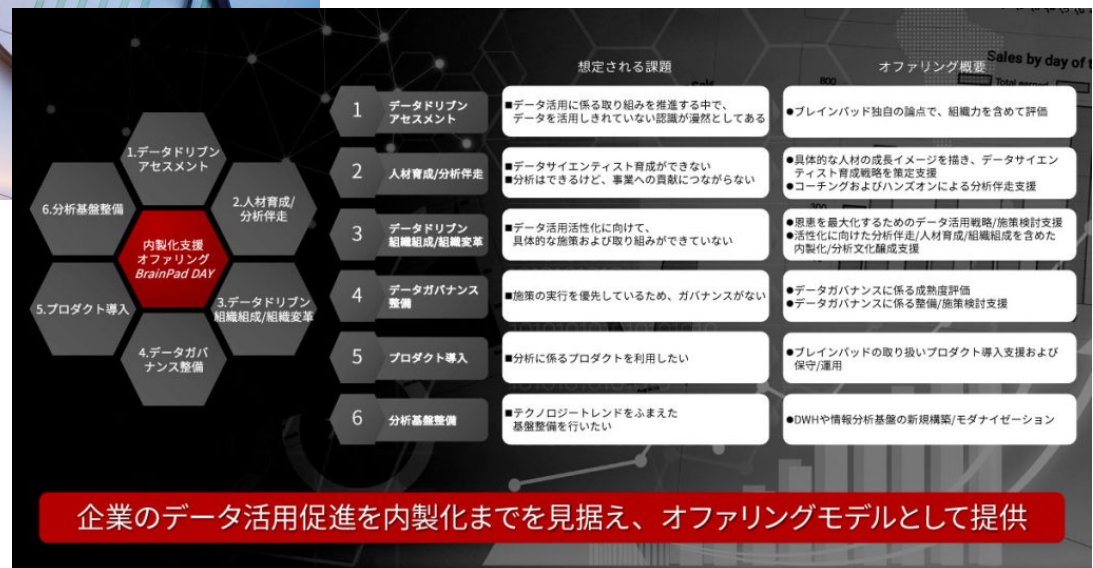 1.データドリブン
アセスメント
2.人材育成/
分析伴走
3.データドリブン
組織組成/組織変革
4.データガバ
ナンス整備
5.プロダクト導入
6.分析基盤整備
内製化支援
オファリング
BrainPad DAY
想定される課題
オファリング概要
Sales by day of t
800
Total earned
1
データドリブン
アセスメント
■データ活用に係る取り組みを推進する中で、
データを活用しきれていない認識が漫然としてある
●ブレインパッド独自の論点で、組織力を含めて評価
2
人材育成/分析伴走
■データサイエンティスト育成ができない
■分析はできるけど、事業への貢献につながらない
●具体的な人材の成長イメージを描き、データサイエン
ティスト育成戦略を策定支援
●コーチングおよびハンズオンによる分析伴走支援
3
データドリブン
組織組成/組織変革
■データ活用活性化に向けて、
具体的な施策および取り組みができていない
●恩恵を最大化するためのデータ活用戦略/施策検討支援
●活性化に向けた分析伴走/人材育成/組織組成を含めた
内製化/分析文化醸成支援
4
データガバナンス
整備
■施策の実行を優先しているため、ガバナンスがない
●データガバナンスに係る成熟度評価
●データガバナンスに係る整備/施策検討支援
5
プロダクト導入
■分析に係るプロダクトを利用したい
●ブレインパッドの取り扱いプロダクト導入支援および
保守/運用
6
分析基盤整備
■テクノロジートレンドをふまえた
基盤整備を行いたい
●DWHや情報分析基盤の新規構築/モダナイゼーション
企業のデータ活用促進を内製化までを見据え、オファリングモデルとして提供